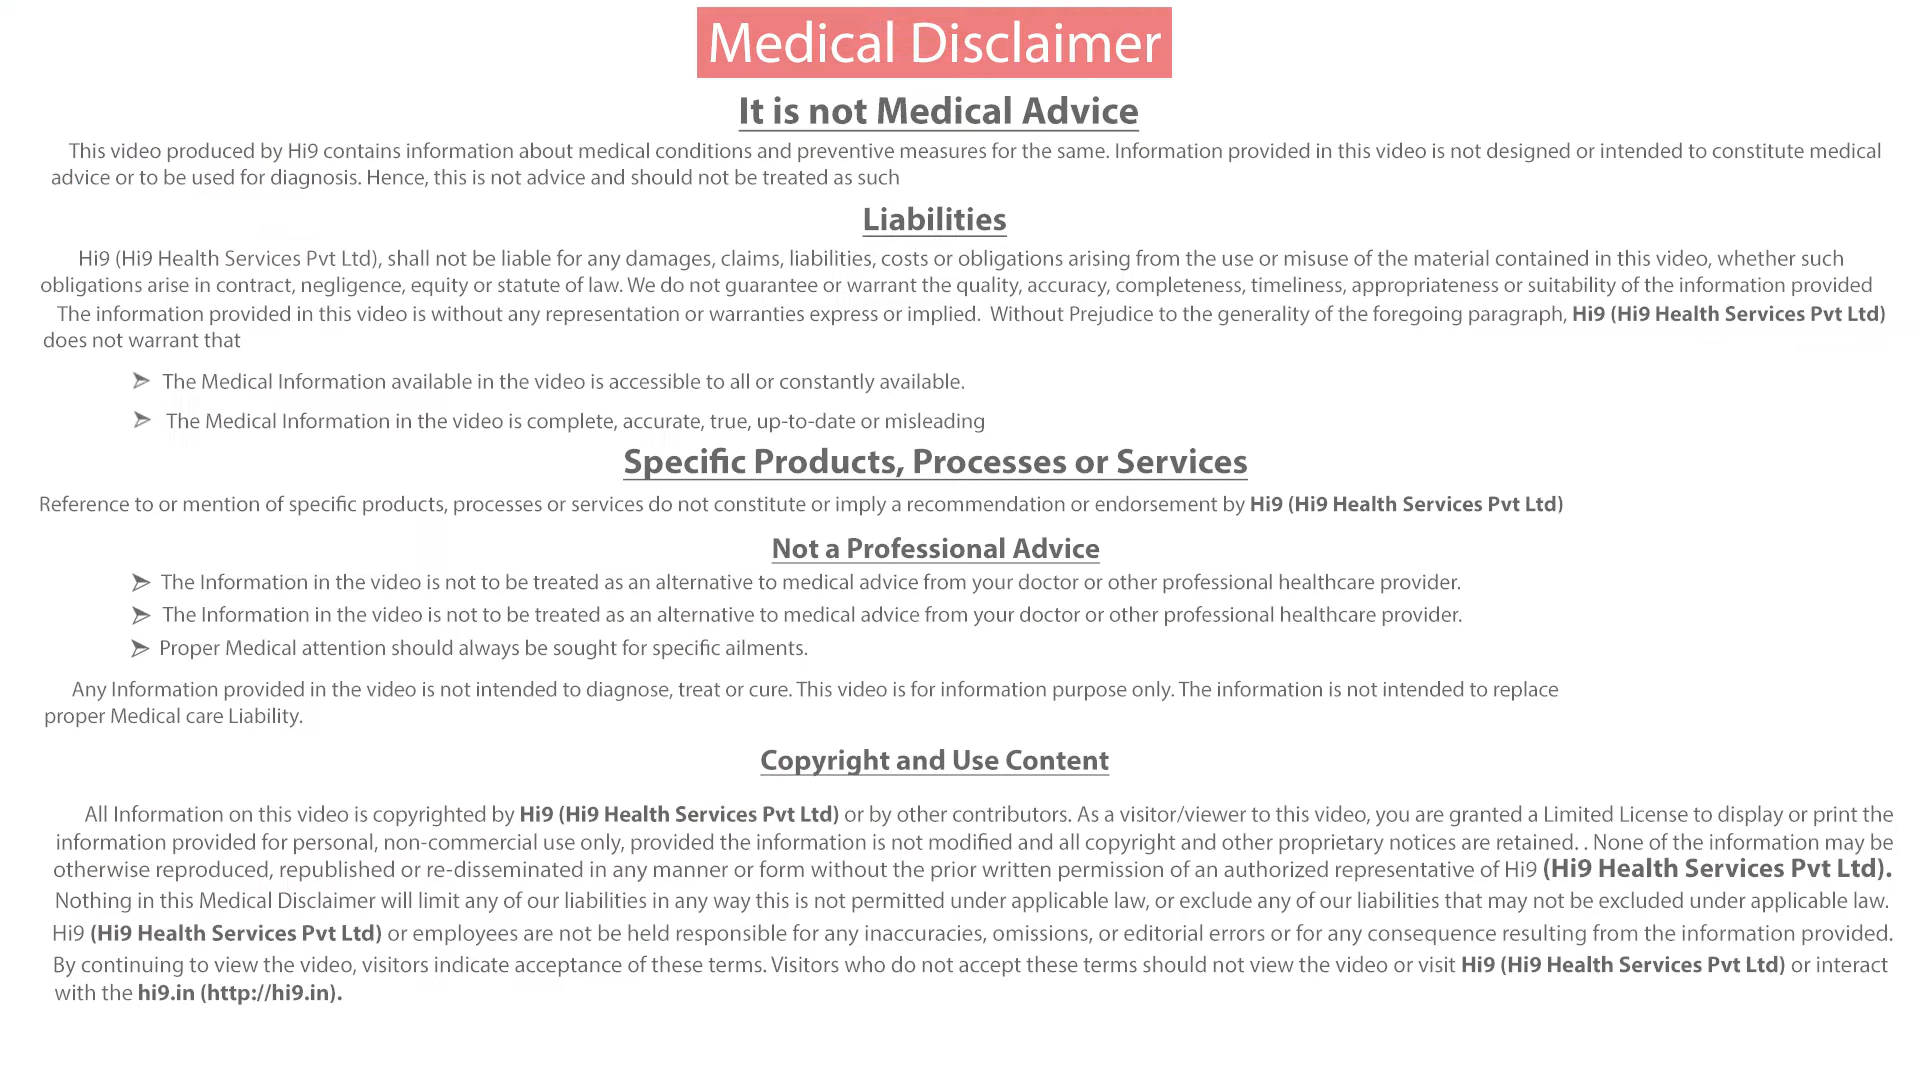 Medical Disclaimer
It is not Medical Advice
This video produced by Hi9 contains information about medical conditions and preventive measures for the same. Information provided in this video is not designed or intended to constitute medical
advice or to be used for diagnosis. Hence, this is not advice and should not be treated as such
Liabilities
Hi9 (Hi9 Health Services Pvt Ltd), shall not be liable for any damages, claims, liabilities, costs or obligations arising from the use or misuse of the material contained in this video, whether such
obligations arise in contract, negligence, equity or statute of law. We do not guarantee or warrant the quality, accuracy, completeness, timeliness, appropriateness or suitability of the information provided
The information provided in this video is without any representation or warranties express or implied. Without Prejudice to the generality of the foregoing paragraph, Hi9 (Hi9 Health Services Pvt Ltd)
does not warrant that
➢ The Medical Information available in the video is accessible to all or constantly available.
➢ The Medical Information in the video is complete, accurate, true, up-to-date or misleading
Specific Products, Processes or Services
Reference to or mention of specific products, processes or services do not constitute or imply a recommendation or endorsement by Hi9 (Hi9 Health Services Pvt Ltd)
Not a Professional Advice
➢ The Information in the video is not to be treated as an alternative to medical advice from your doctor or other professional healthcare provider.
➢ The Information in the video is not to be treated as an alternative to medical advice from your doctor or other professional healthcare provider.
➢ Proper Medical attention should always be sought for specific ailments.
Any Information provided in the video is not intended to diagnose, treat or cure. This video is for information purpose only. The information is not intended to replace
proper Medical care Liability.
Copyright and Use Content
All Information on this video is copyrighted by Hi9 (Hi9 Health Services Pvt Ltd) or by other contributors. As a visitor/viewer to this video, you are granted a Limited License to display or print the
information provided for personal, non-commercial use only, provided the information is not modified and all copyright and other proprietary notices are retained. . None of the information may be
otherwise reproduced, republished or re-disseminated in any manner or form without the prior written permission of an authorized representative of Hi9 (Hi9 Health Services Pvt Ltd).
Nothing in this Medical Disclaimer will limit any of our liabilities in any way this is not permitted under applicable law, or exclude any of our liabilities that may not be excluded under applicable law.
Hi9 (Hi9 Health Services Pvt Ltd) or employees are not be held responsible for any inaccuracies, omissions, or editorial errors or for any consequence resulting from the information provided.
By continuing to view the video, visitors indicate acceptance of these terms. Visitors who do not accept these terms should not view the video or visit Hi9 (Hi9 Health Services Pvt Ltd) or interact
with the hi9.in (http://hi9.in).